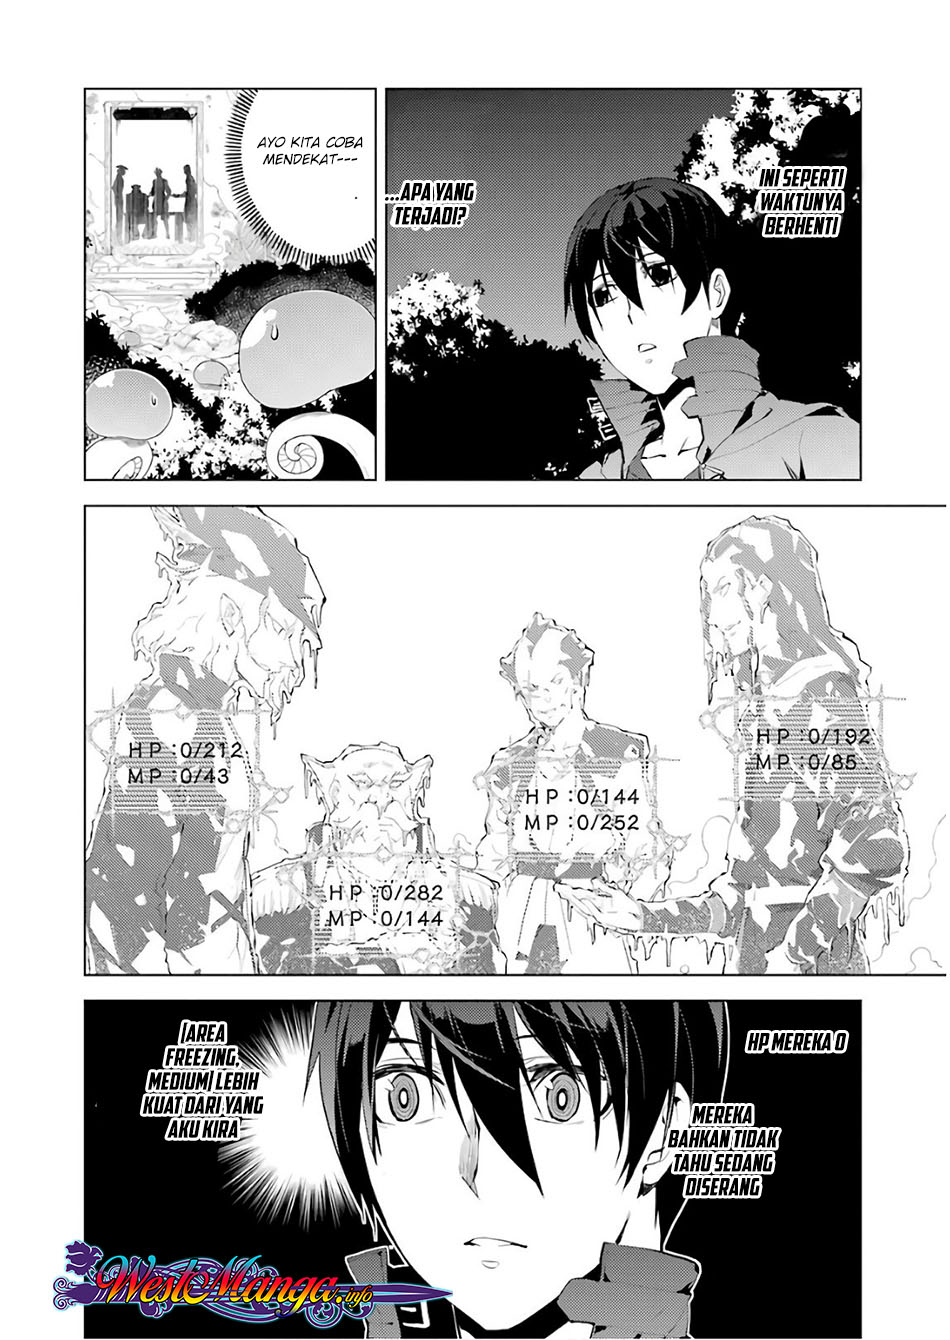 INI SEPERTI
WAKTUNYA
BERHENTI
...APA YANG
TERJADI?
AYO KITA COBA
MENDEKAT---
HP:0/192
MP:0/85
HP:0/144
MP:0/252
HP:0/212
MP:0/43
HP:0/282
MP:0/144
HP MEREKA 0
MEREKA
BAHKAN TIDAK
TAHU SEDANG
DISERANG
[AREA
FREEZING,
MEDIUM] LEBIH
KUAT DARI YANG
AKU KIRA
WestManga.info